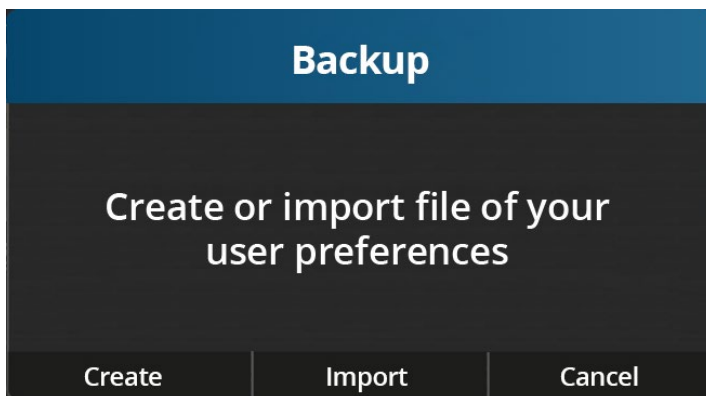 Backup
Create or import file of your
user preferences
Create Import Cancel